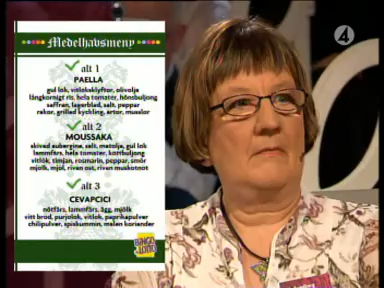 Medelhavsmeny
alt 1
PAELLA
gul lök, vitlöksklyftor, olivolja
långkornigt ris, hela tomater, hönsbuljong
saffran, lagerblad, salt, peppar
räkor, grillad kyckling, ärtor, musslor
alt 2
MOUSSAKA
skivad aubergine, salt, matolja, gul lök
lammfärs, hela tomater, köttbuljong
vitlök, timjan, rosmarin, peppar, smör
mjölk, mjöl, riven ost, riven muskotnöt
alt 3
CEVAPCICI
nötfärs, lammfärs, ägg, mjölk
vitt bröd, purjolök, vitlök, paprikapulver
chilipulver, spiskummin, malen koriander
BINGO
LOTTO
4